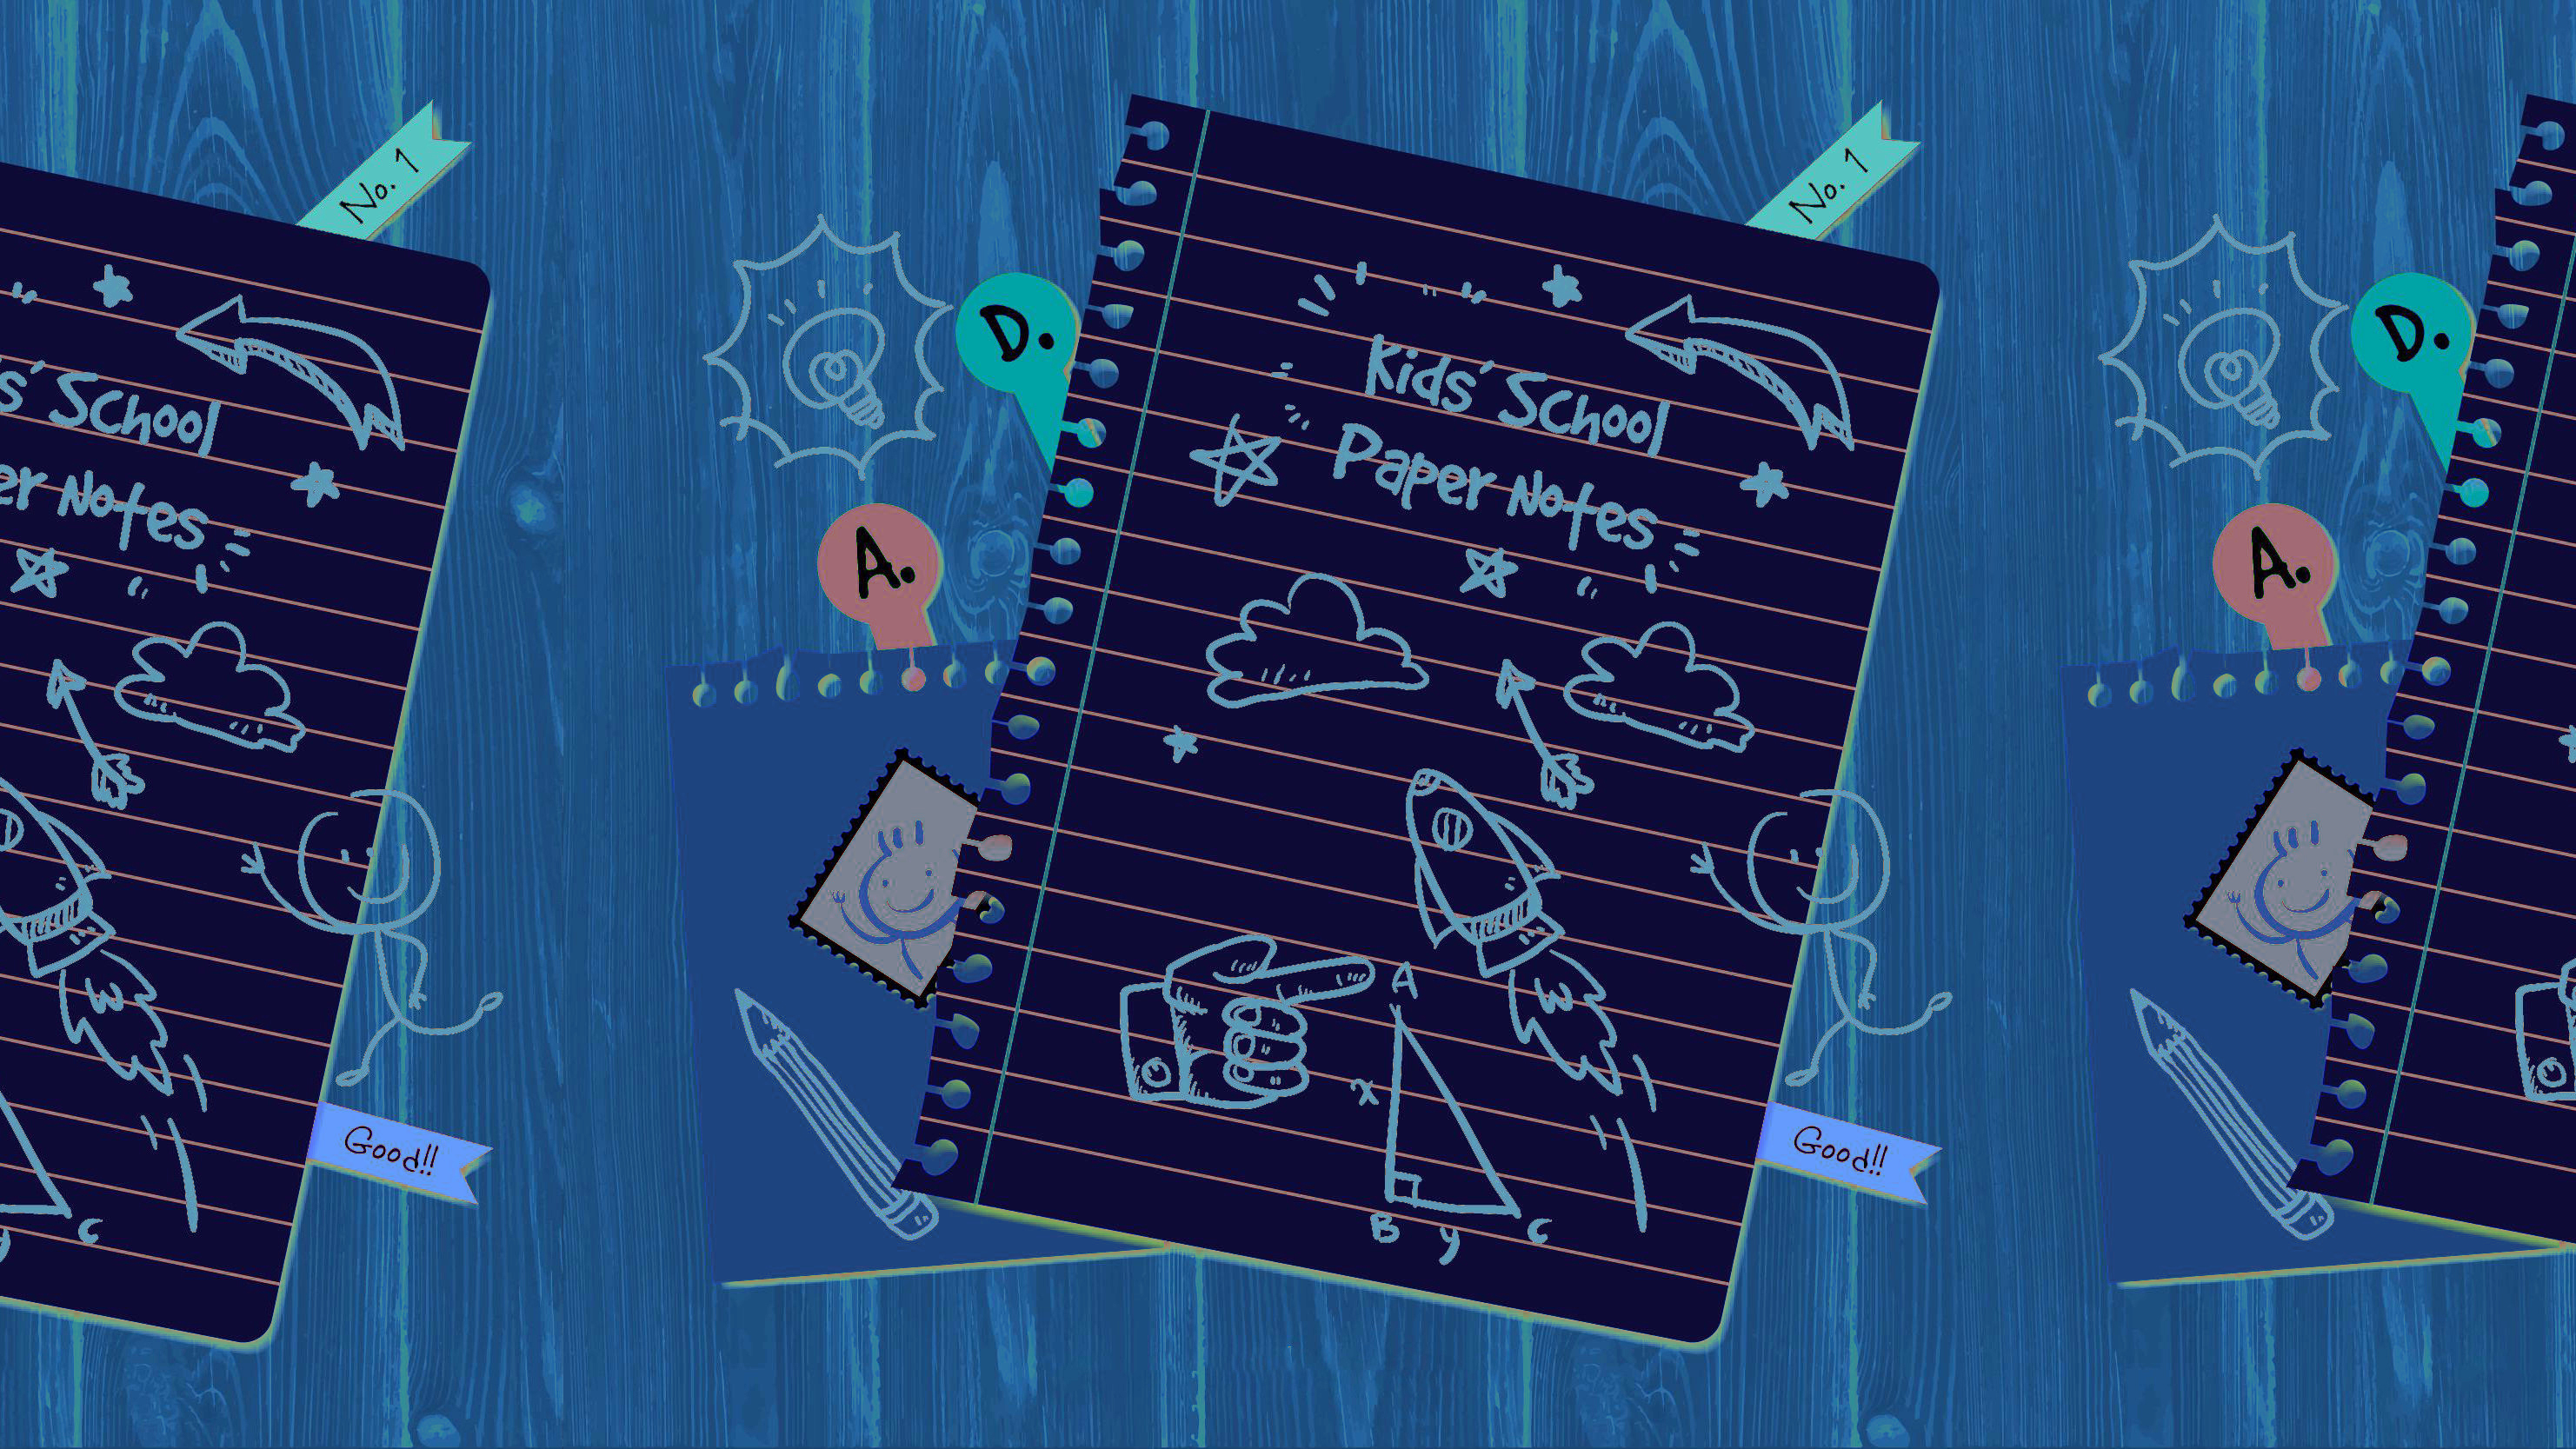 No. 1
s' School
er Notes
W
C
y
Good!!
D.
A.
No. 1
Kids' School
Paper Notes
W
A
x
B
y
C
Good!!
D.
A.